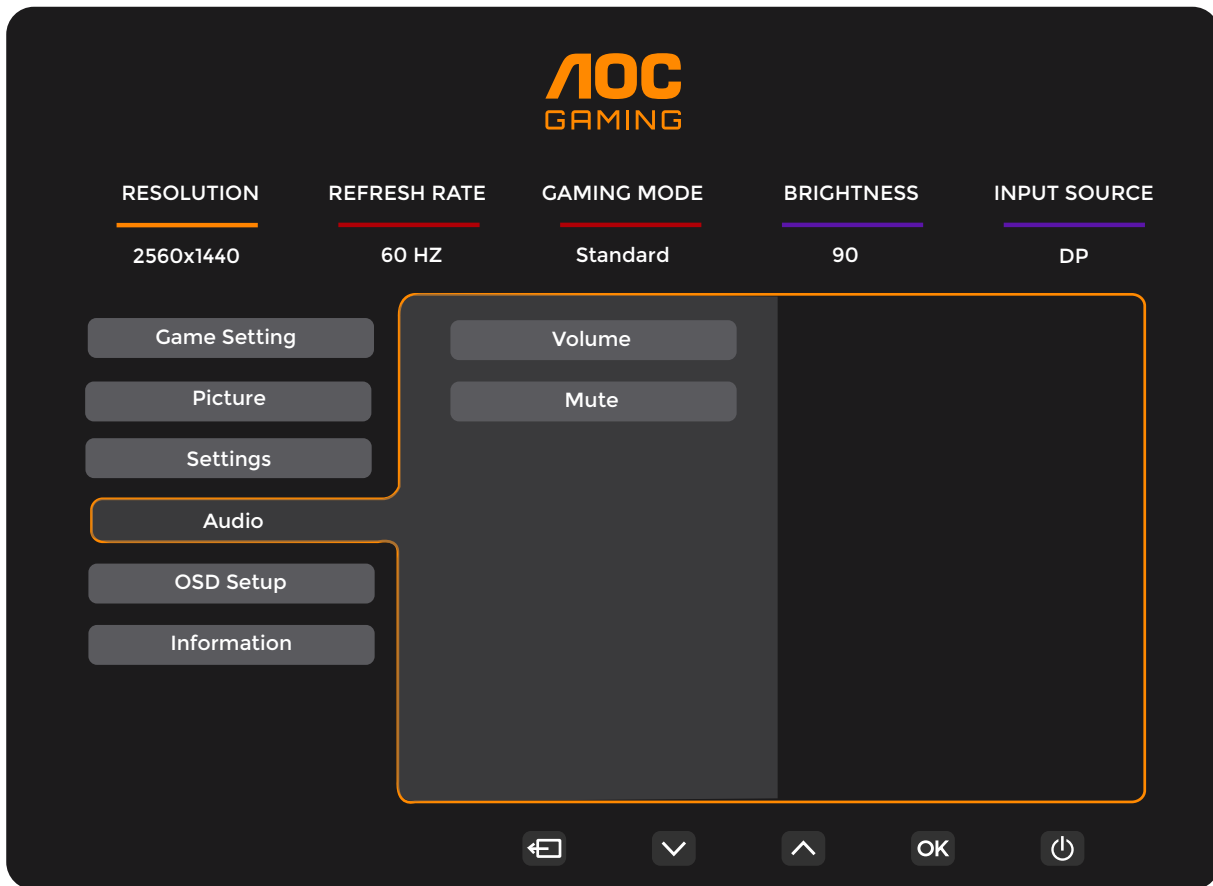 AOC
GAMING
RESOLUTION REFRESH RATE GAMING MODE BRIGHTNESS INPUT SOURCE
2560x1440 60 HZ Standard 90 DP
Game Setting
Volume
Picture
Mute
Settings
Audio
OSD Setup
Information
OK